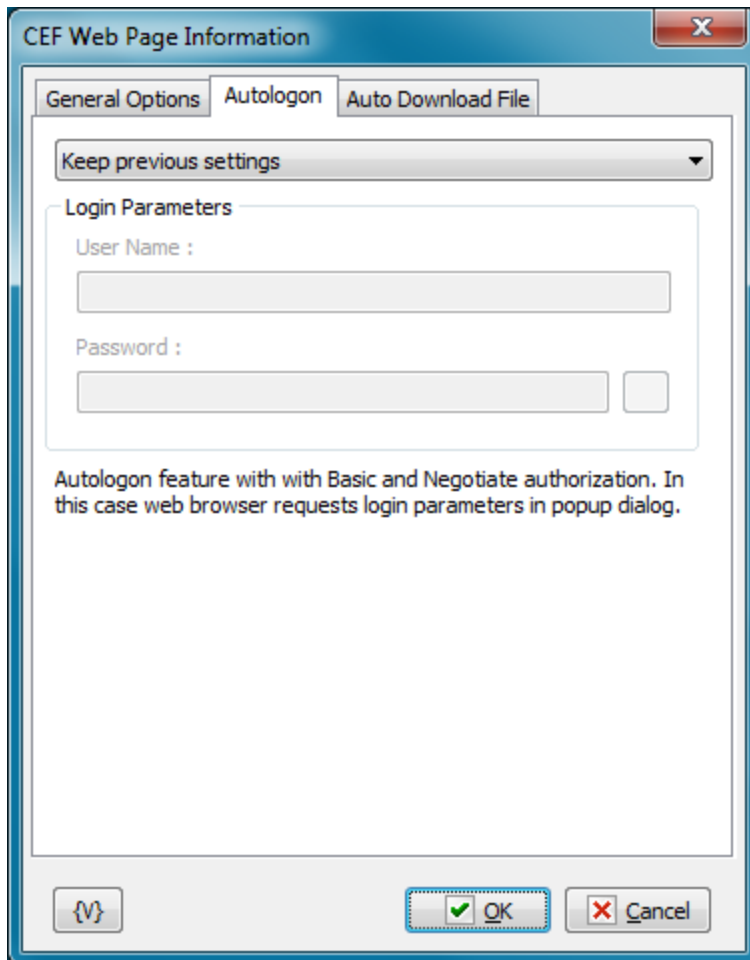 CEF Web Page Information
General Options Autologon Auto Download File
Keep previous settings
Login Parameters
User Name :
Password :
Autologon feature with with Basic and Negotiate authorization. In
this case web browser requests login parameters in popup dialog.
{V} OK Cancel